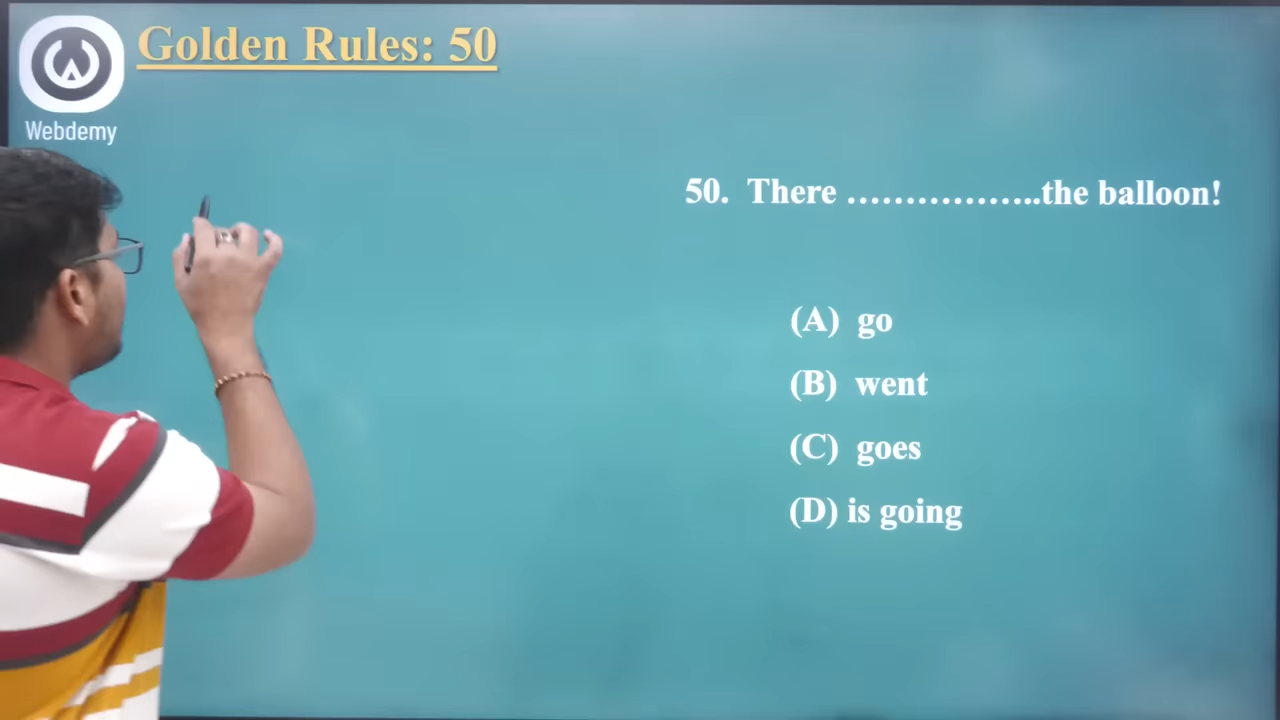 Golden Rules: 50
Webdemy
50. There ……………..the balloon!
(A) go
(B) went
(C) goes
(D) is going